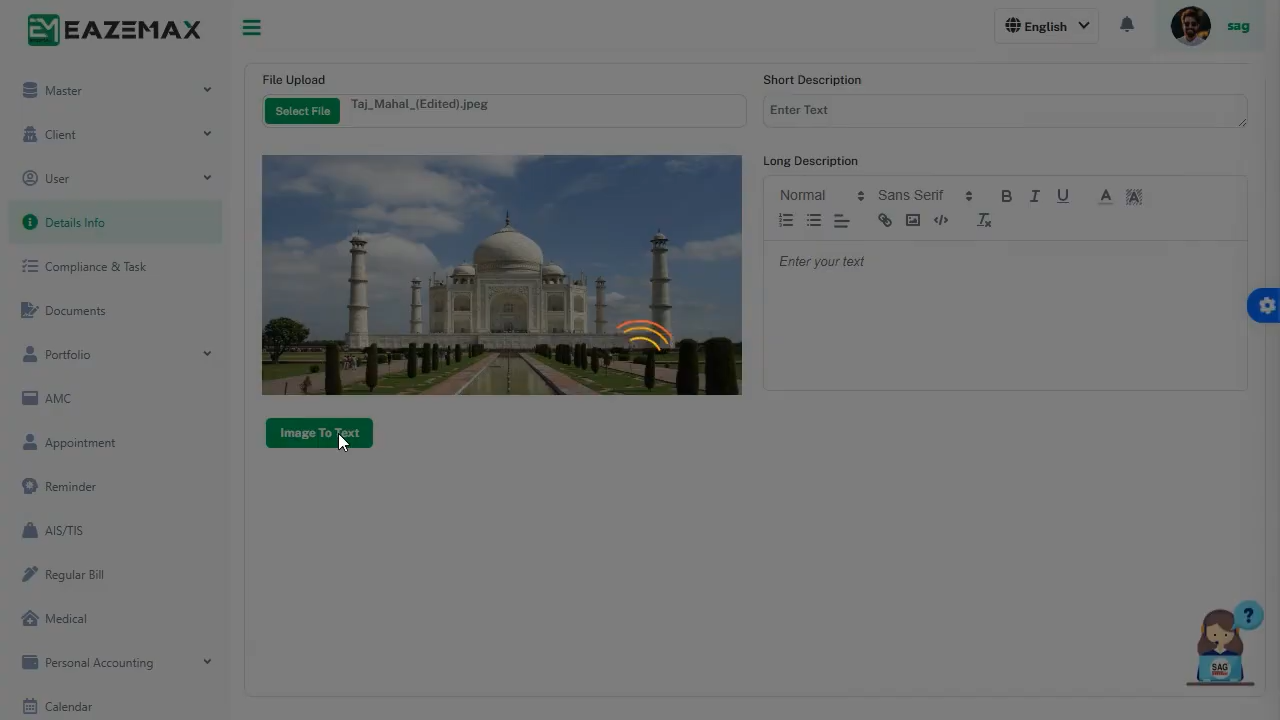 EAZEMAX
English
sag
Master
Client
User
Details Info
Compliance & Task
Documents
Portfolio
AMC
Appointment
Reminder
AIS/TIS
Regular Bill
Medical
Personal Accounting
Calendar
File Upload
Select File
Taj_Mahal_(Edited).jpeg
Image To Text
Short Description
Enter Text
Long Description
Normal
Sans Serif
B I U A A
Enter your text
?
SAG